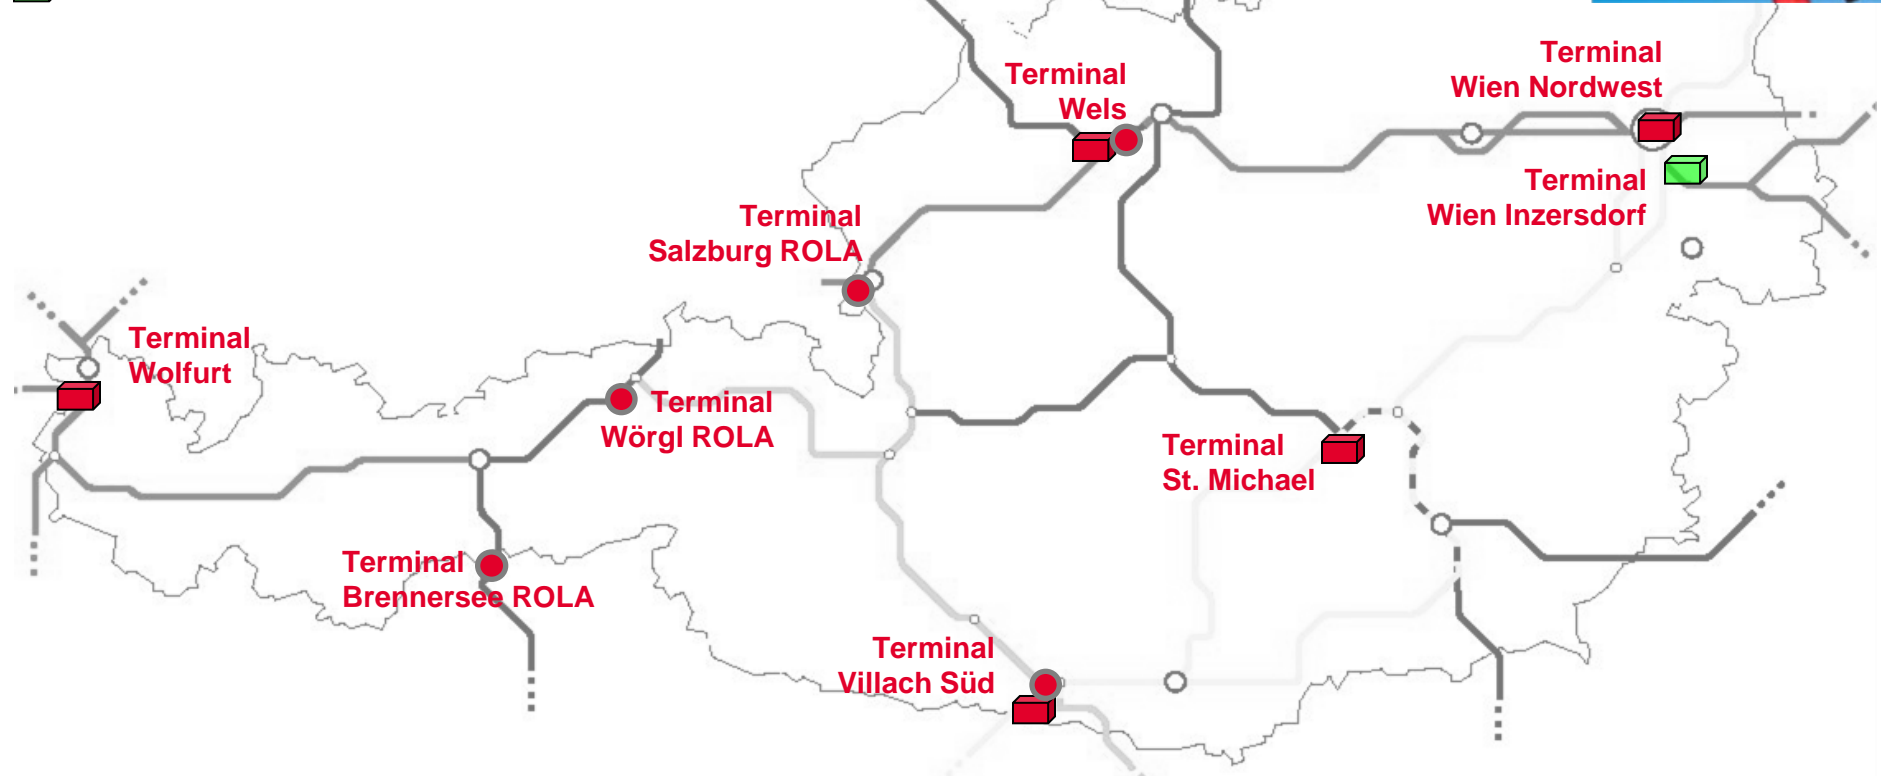 Terminal
Wien Nordwest
Terminal
Wels
Terminal
Wien Inzersdorf
Terminal
Salzburg ROLA
Terminal
Wolfurt
Terminal
Wörgl ROLA
Terminal
St. Michael
Terminal
Brennersee ROLA
Terminal
Villach Süd